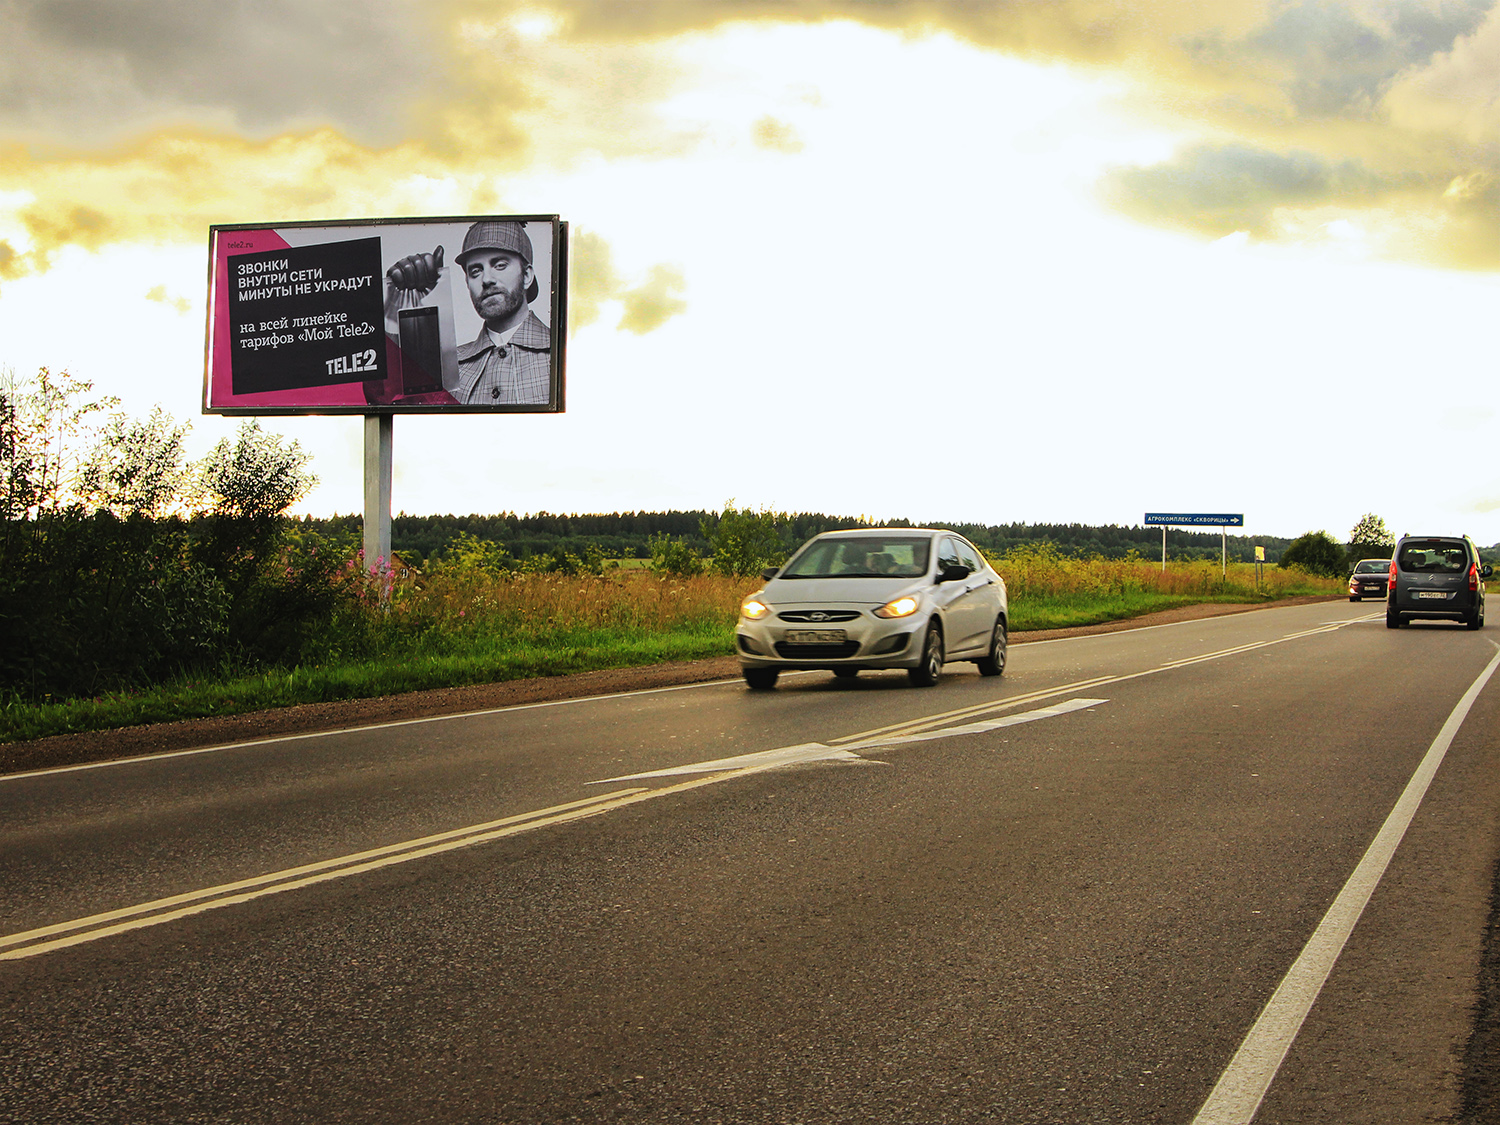 tele2.ru
ЗВОНКИ
ВНУТРИ СЕТИ
МИНУТЫ НЕ УКРАДУТ
на всей линейке
тарифов «Мой Tele2»
TELE2
АГРОКОМПЛЕКС «СКВОРИЦЫ»